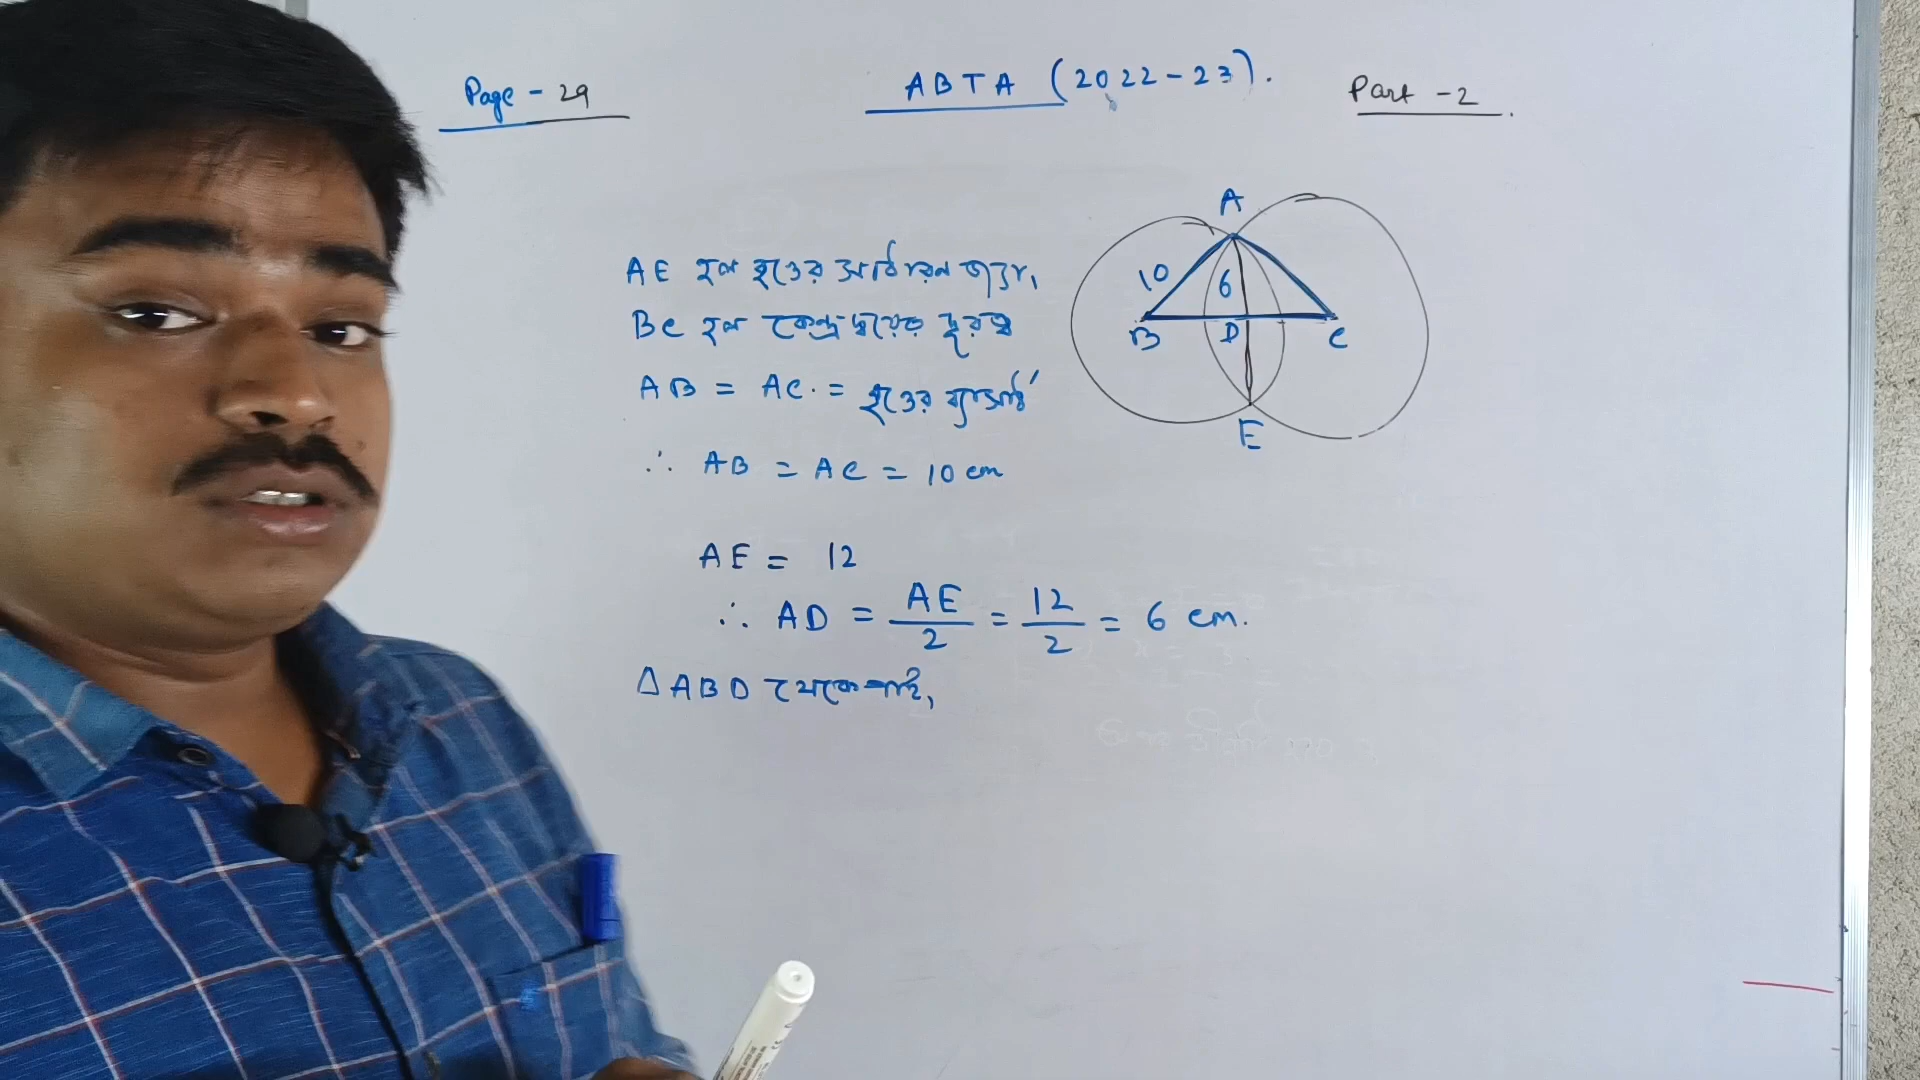 Page - 29
ABTA (2022-23).
Part - 2
AE হল বৃত্তের সাধারন জ্যা,
BC হল কেন্দ্রদ্বয়ের দূরত্ব
AB = AC. = বৃত্তের ব্যাসার্ধ
∴ AB = AC = 10 cm
AE = 12
∴ AD = AE/2 = 12/2 = 6 cm.
Δ ABD থেকে পাই,
A
10
6
B
D
C
E